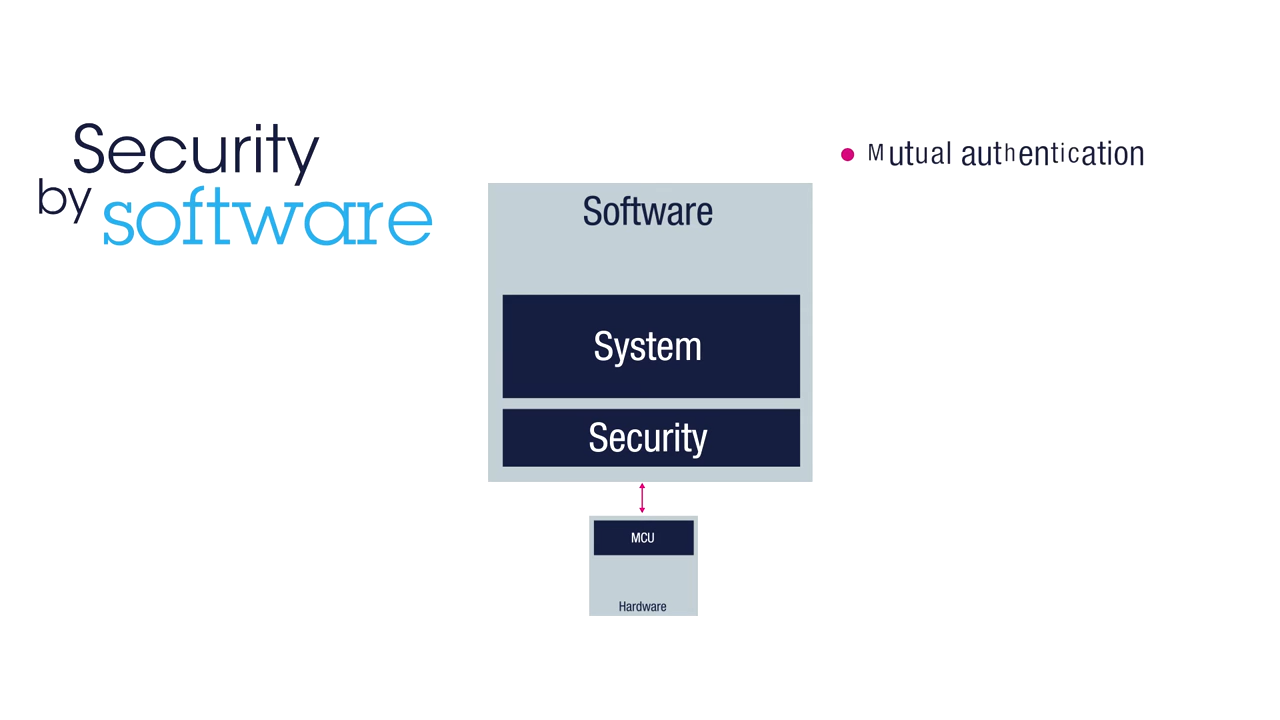 Security
by software
Software
System
Security
MCU
Hardware
Mutual authentication